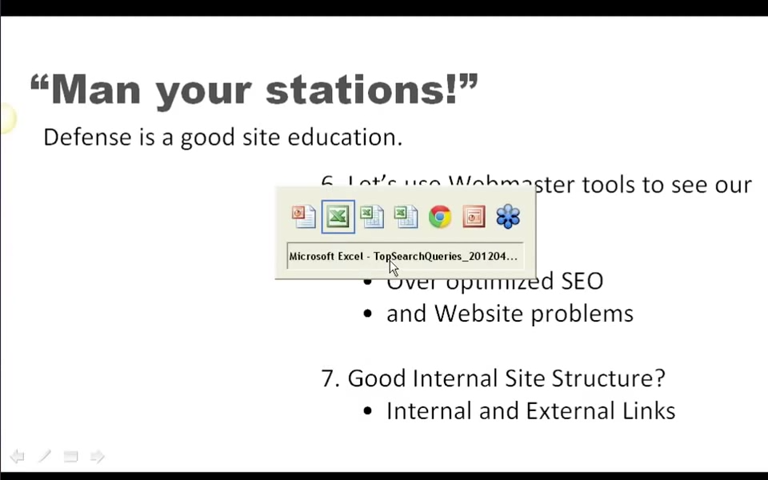 “Man your stations!”
Defense is a good site education.
6. Let’s use Webmaster tools to see our
Microsoft Excel - TopSearchQueries_201204...
• Over optimized SEO
• and Website problems
7. Good Internal Site Structure?
• Internal and External Links